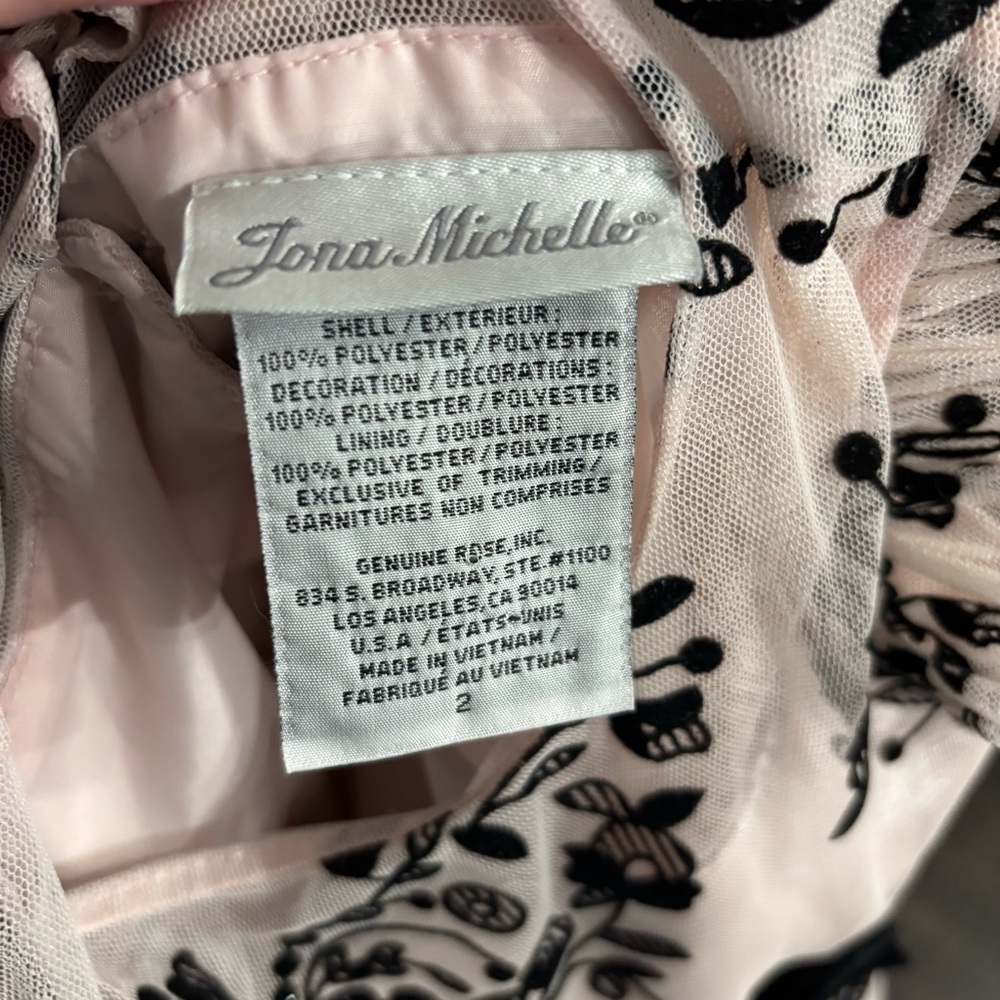 Jona Michelle®
SHELL / EXTERIEUR :
100% POLYESTER / POLYESTER
DECORATION / DÉCORATIONS :
100% POLYESTER / POLYESTER
LINING / DOUBLURE :
100% POLYESTER / POLYESTER
EXCLUSIVE OF TRIMMING /
GARNITURES NON COMPRISES
GENUINE ROSE, INC.
834 S. BROADWAY, STE.#1100
LOS ANGELES, CA 90014
U.S.A / ÉTATS-UNIS
MADE IN VIETNAM /
FABRIQUÉ AU VIETNAM
2